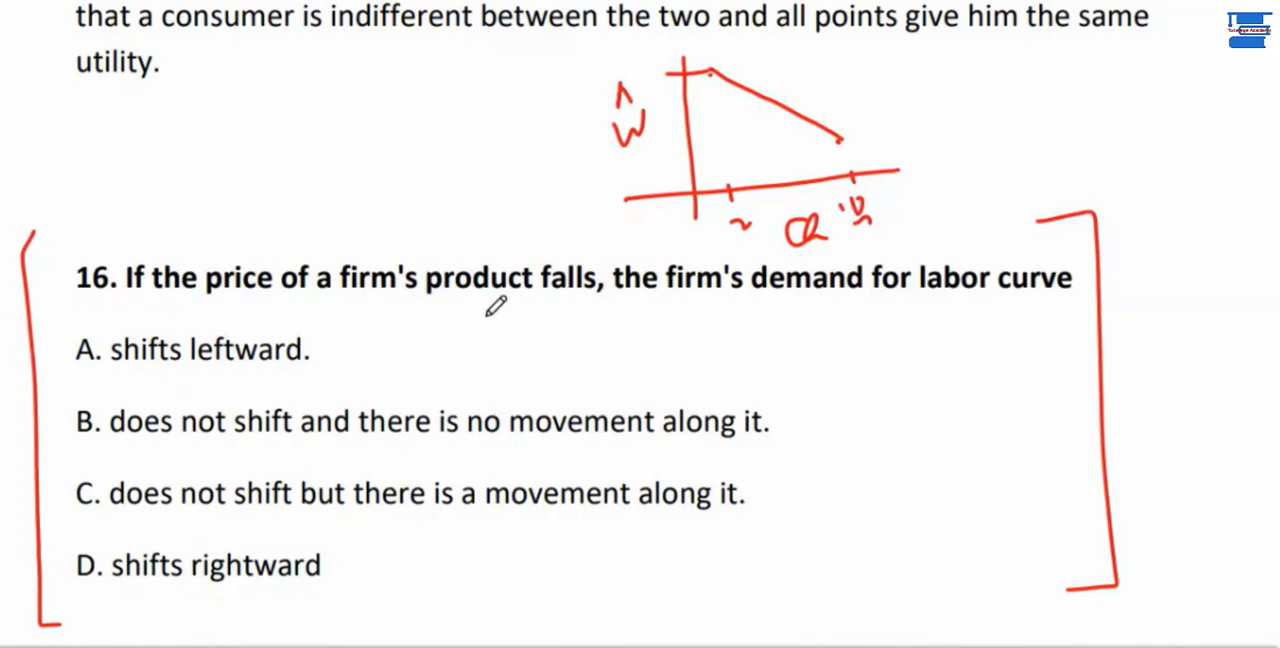 that a consumer is indifferent between the two and all points give him the same
utility.
W
16. If the price of a firm's product falls, the firm's demand for labor curve
A. shifts leftward.
B. does not shift and there is no movement along it.
C. does not shift but there is a movement along it.
D. shifts rightward